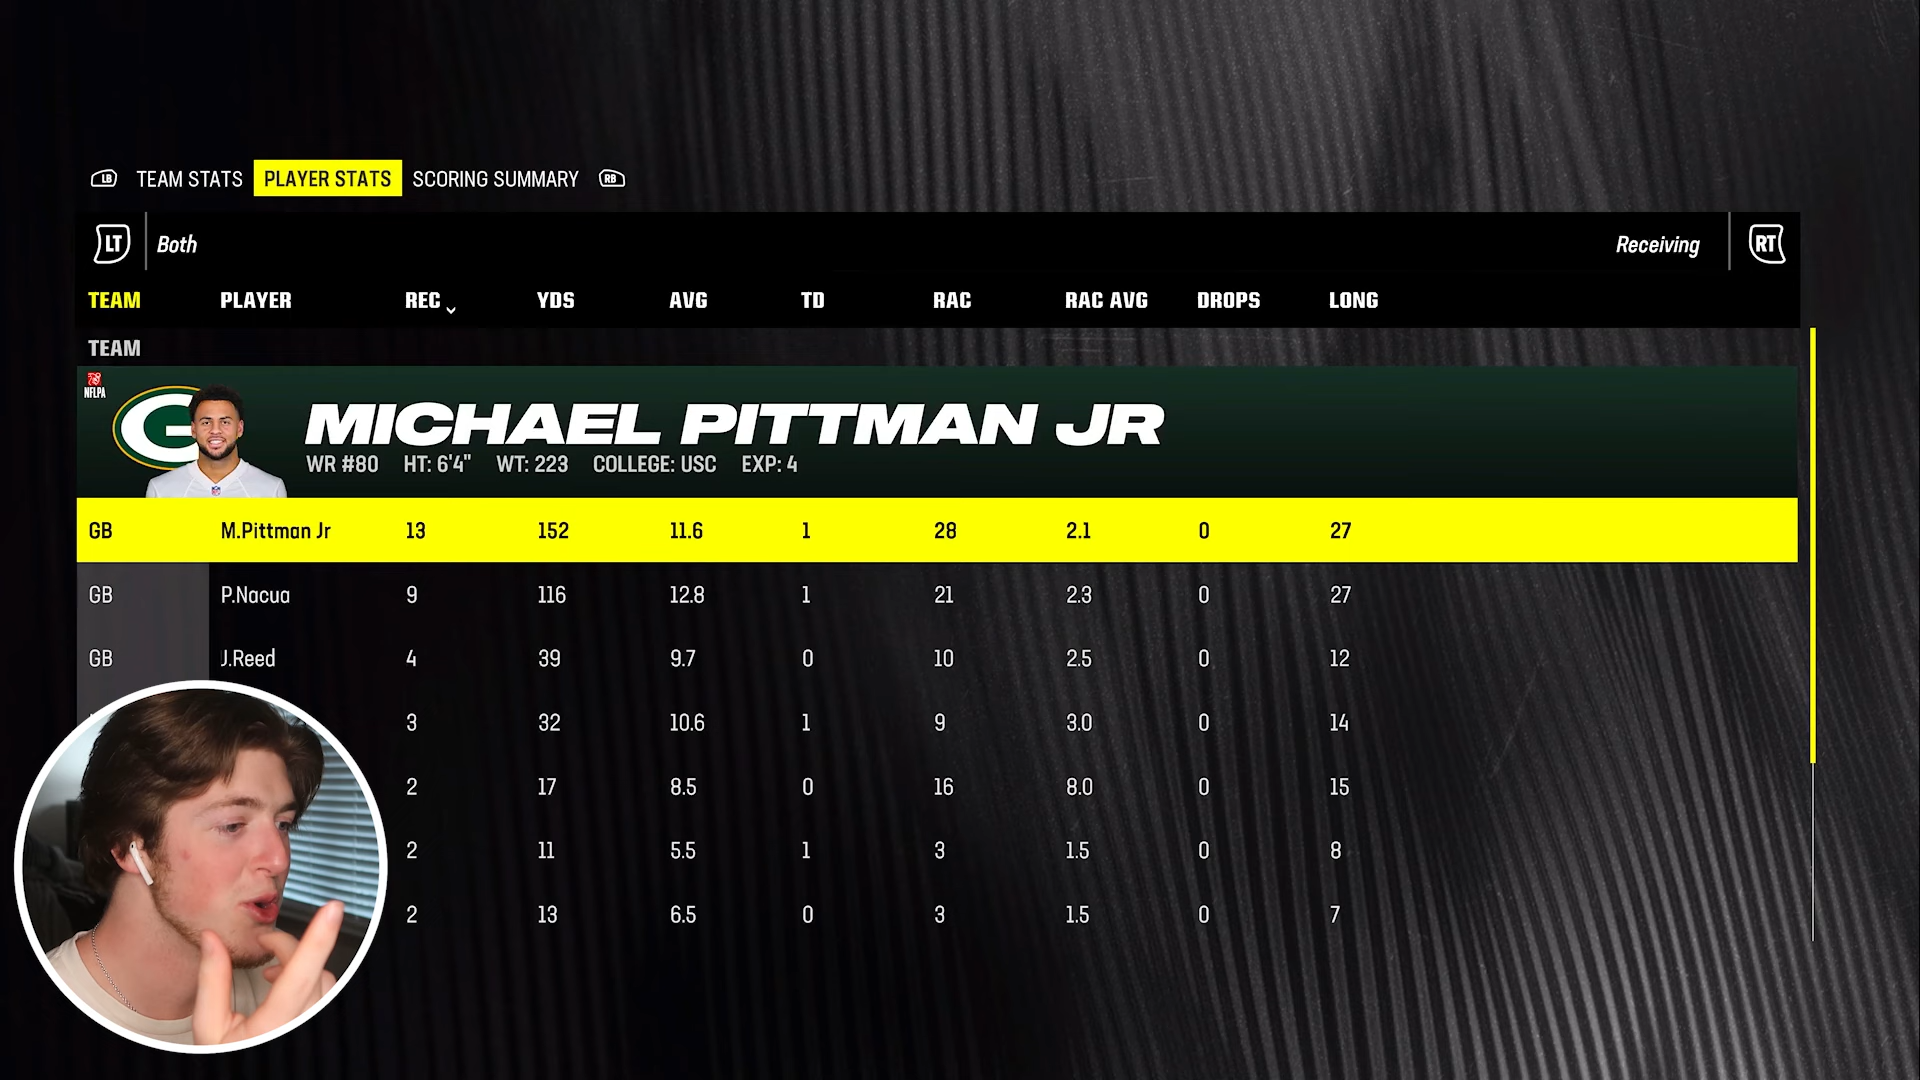 LB TEAM STATS PLAYER STATS SCORING SUMMARY RB
LT Both Receiving RT
TEAM PLAYER REC YDS AVG TD RAC RAC AVG DROPS LONG
TEAM
NFLPA
G
MICHAEL PITTMAN JR
WR #80 HT: 6'4" WT: 223 COLLEGE: USC EXP: 4
GB M.Pittman Jr 13 152 11.6 1 28 2.1 0 27
GB P.Nacua 9 116 12.8 1 21 2.3 0 27
GB J.Reed 4 39 9.7 0 10 2.5 0 12
3 32 10.6 1 9 3.0 0 14
2 17 8.5 0 16 8.0 0 15
2 11 5.5 1 3 1.5 0 8
2 13 6.5 0 3 1.5 0 7